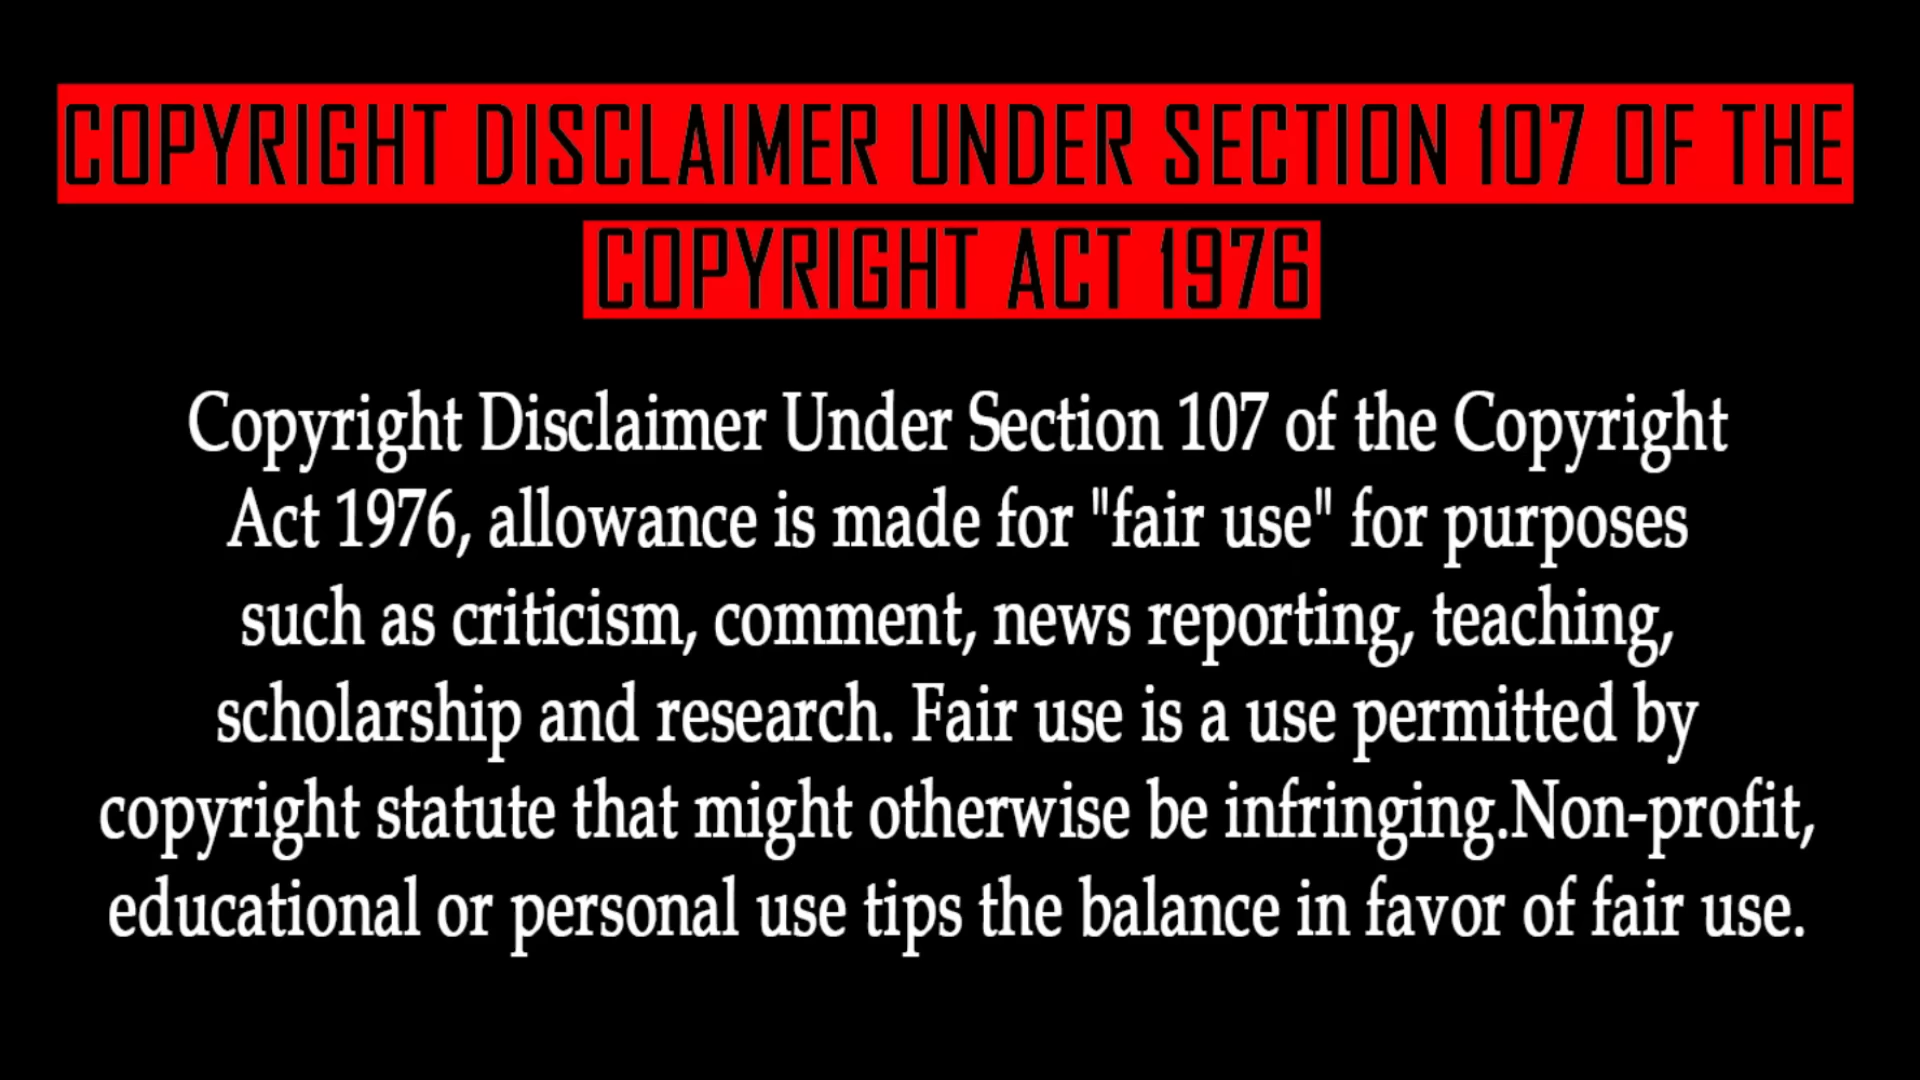 COPYRIGHT DISCLAIMER UNDER SECTION 107 OF THE
COPYRIGHT ACT 1976
Copyright Disclaimer Under Section 107 of the Copyright
Act 1976, allowance is made for "fair use" for purposes
such as criticism, comment, news reporting, teaching,
scholarship and research. Fair use is a use permitted by
copyright statute that might otherwise be infringing.Non-profit,
educational or personal use tips the balance in favor of fair use.